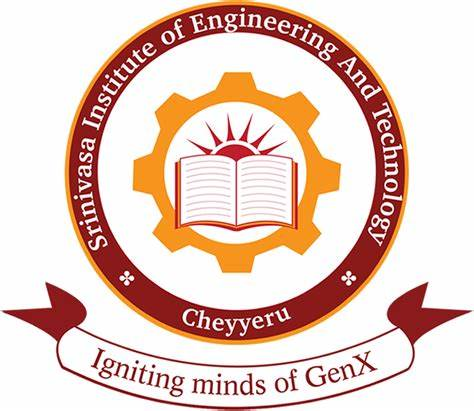 Srinivasa Institute of Engineering And Technology
Cheyyeru
Igniting minds of GenX